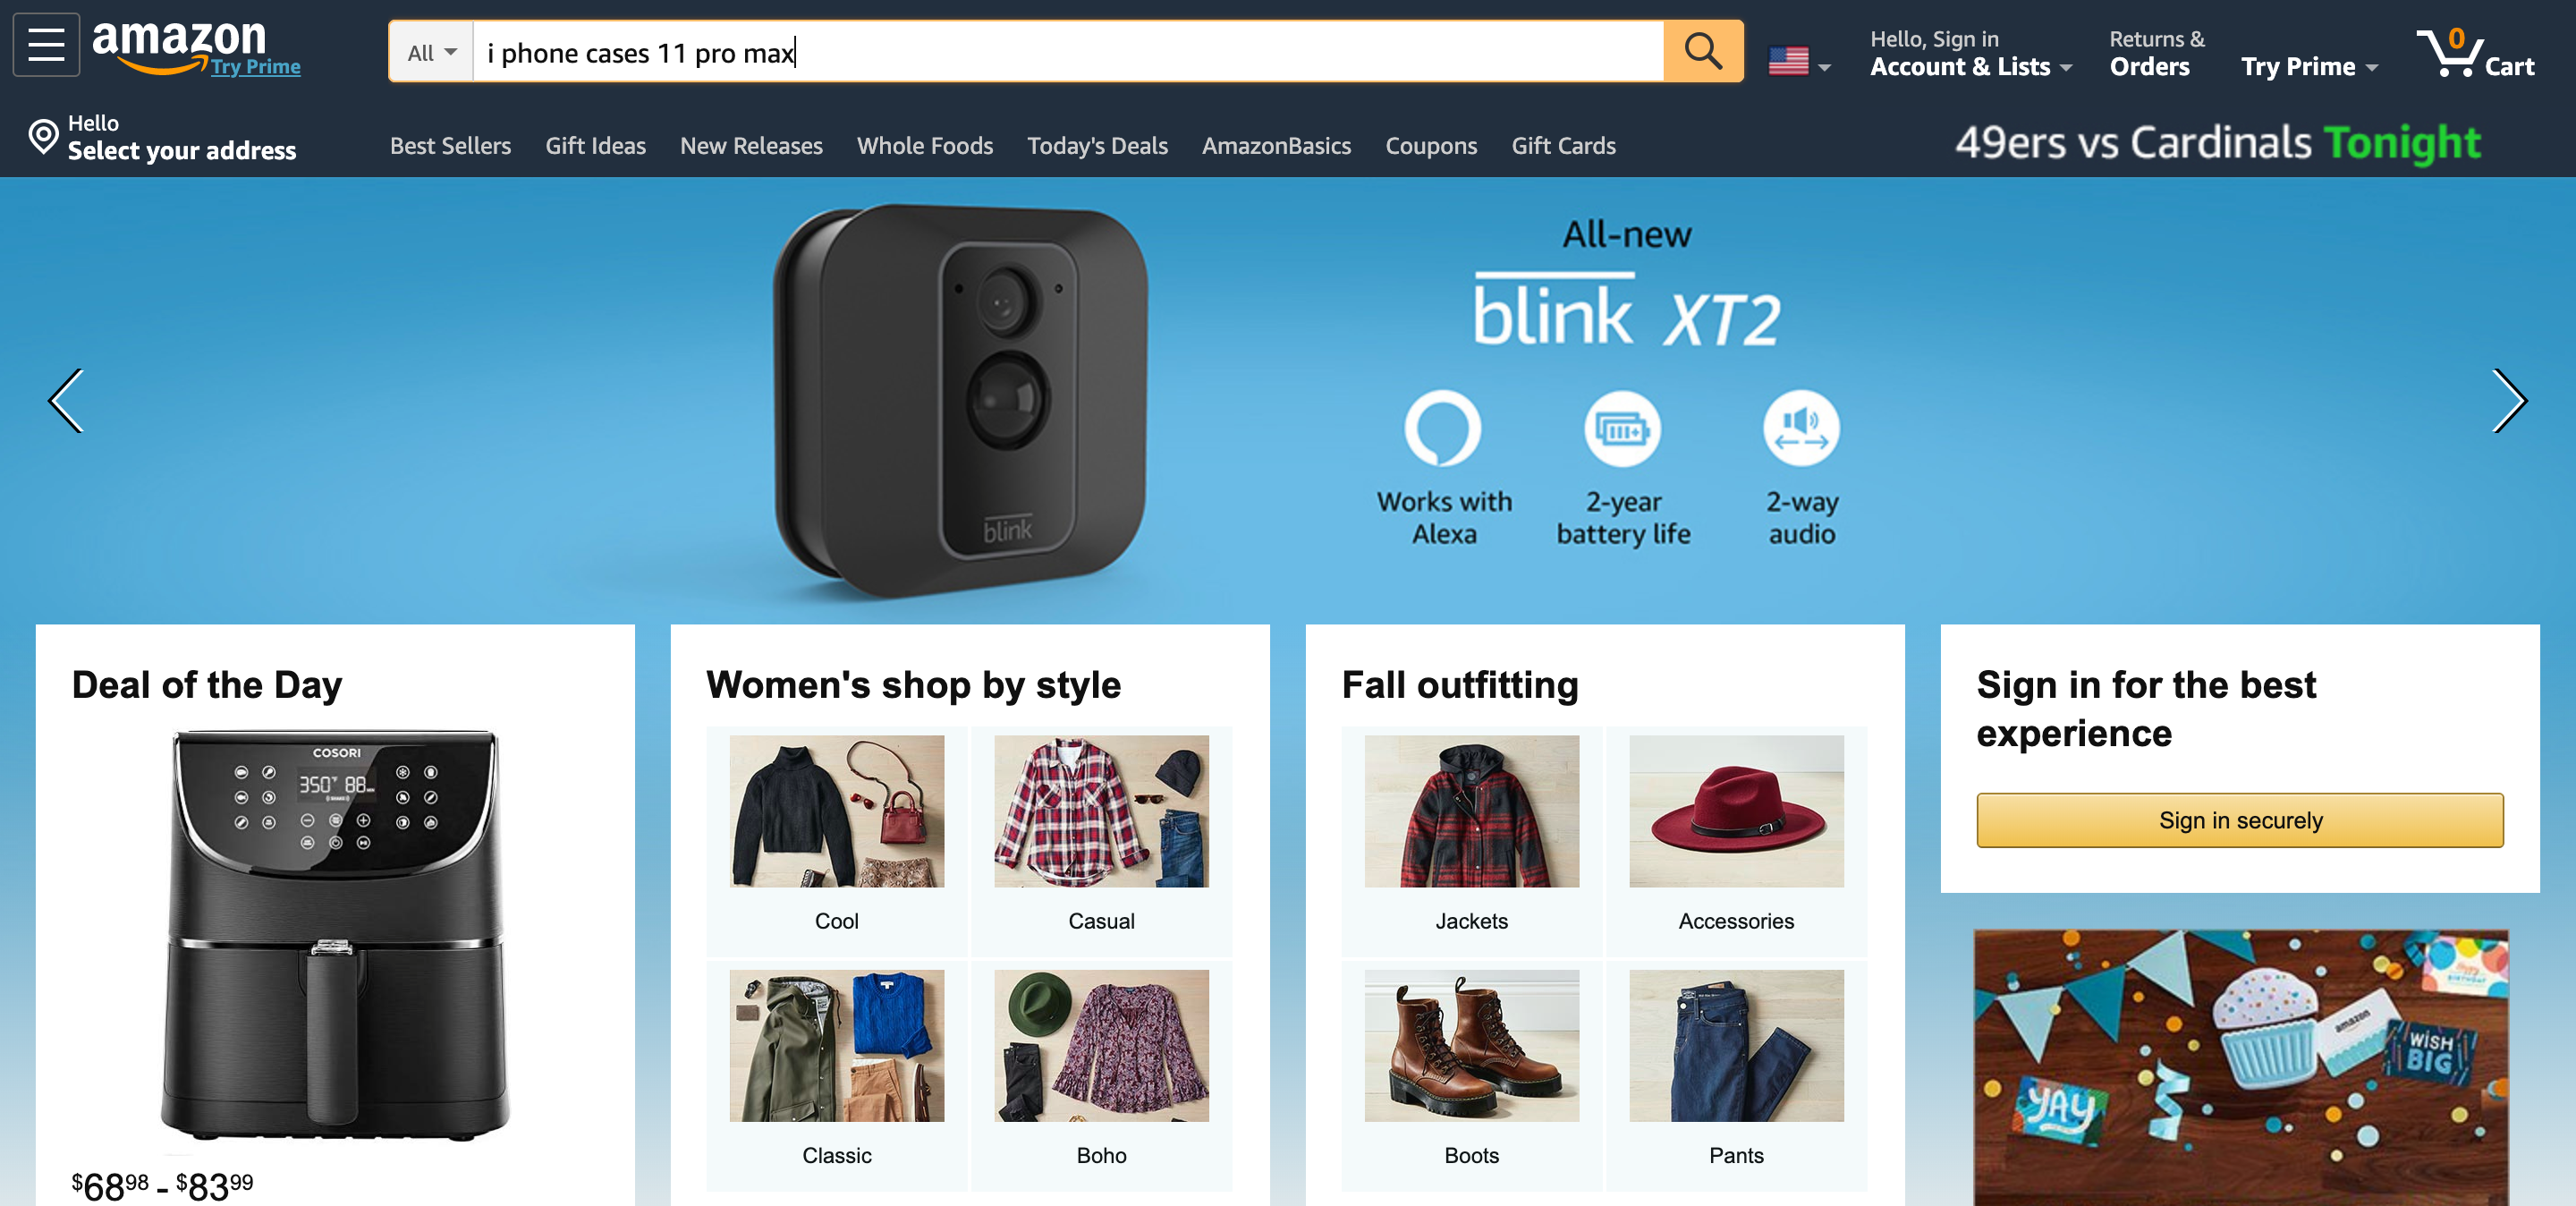 amazon
Try Prime
All
i phone cases 11 pro max
Hello, Sign in
Account & Lists
Returns &
Orders
Try Prime
0
Cart
Hello
Select your address
Best Sellers
Gift Ideas
New Releases
Whole Foods
Today's Deals
AmazonBasics
Coupons
Gift Cards
49ers vs Cardinals Tonight
All-new
blink XT2
Works with
Alexa
2-year
battery life
2-way
audio
blink
Deal of the Day
COSORI
350°F 88
$68.98 - $83.99
Women's shop by style
Cool
Casual
Classic
Boho
Fall outfitting
Jackets
Accessories
Boots
Pants
Sign in for the best
experience
Sign in securely
amazon
WISH
BIG
YAY